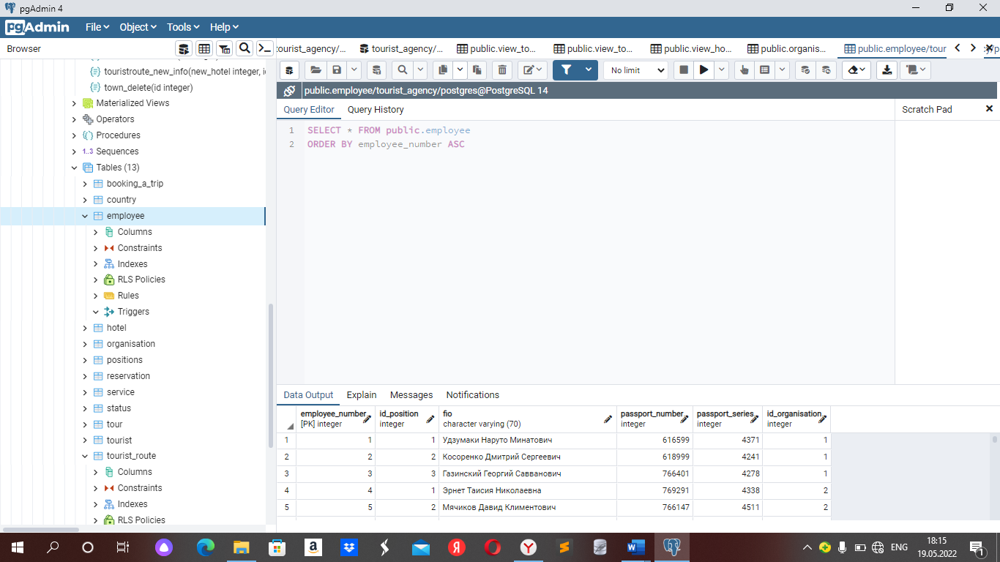 pgAdmin 4
pgAdmin File Object Tools Help
Browser
tourist_agency/... tourist_agency/... public.view_to... public.view_to... public.view_ho... public.organis... public.employee/tour
touristroute_new_info(new_hotel integer, i
town_delete(id integer)
Materialized Views
Operators
Procedures
1..3 Sequences
Tables (13)
booking_a_trip
country
employee
Columns
Constraints
Indexes
RLS Policies
Rules
Triggers
hotel
organisation
positions
reservation
service
status
tour
tourist
tourist_route
Columns
Constraints
Indexes
RLS Policies
No limit
public.employee/tourist_agency/postgres@PostgreSQL 14
Query Editor Query History
Scratch Pad
1 SELECT * FROM public.employee
2 ORDER BY employee_number ASC
Data Output Explain Messages Notifications
employee_number id_position fio passport_number passport_series id_organisation
[PK] integer integer character varying (70) integer integer integer
1 1 1 Удзумаки Наруто Минатович 616599 4371 1
2 2 2 Косоренко Дмитрий Сергеевич 618999 4241 1
3 3 3 Газинский Георгий Савванович 766401 4278 1
4 4 1 Эрнет Таисия Николаевна 769291 4338 2
5 5 2 Мячиков Давид Климентович 766147 4511 2
ENG
18:15
19.05.2022
1